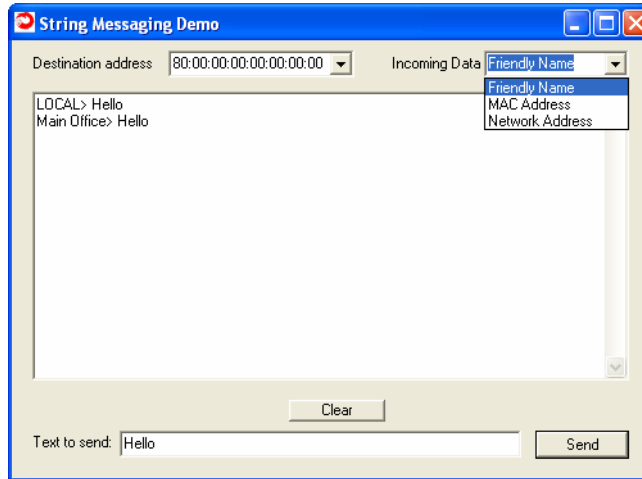 String Messaging Demo
Destination address 80:00:00:00:00:00:00:00 Incoming Data Friendly Name
Friendly Name
MAC Address
Network Address
LOCAL> Hello
Main Office> Hello
Clear
Text to send: Hello Send